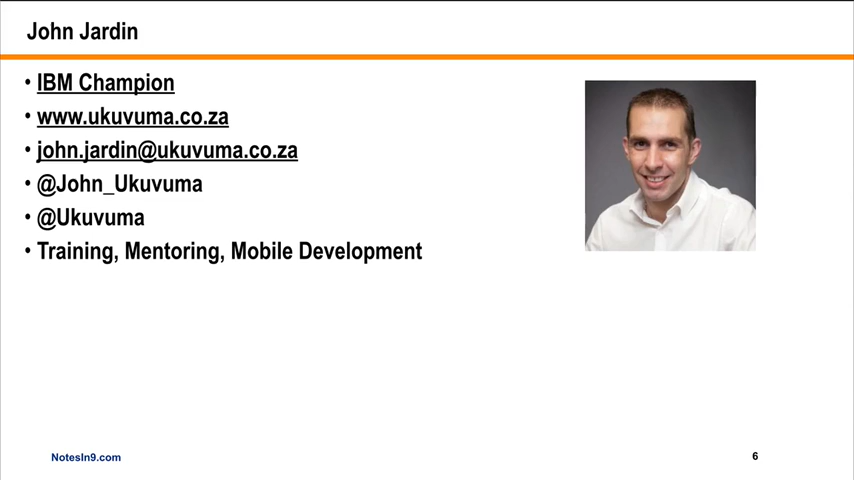 John Jardin
• IBM Champion
• www.ukuvuma.co.za
• john.jardin@ukuvuma.co.za
• @John_Ukuvuma
• @Ukuvuma
• Training, Mentoring, Mobile Development
NotesIn9.com
6